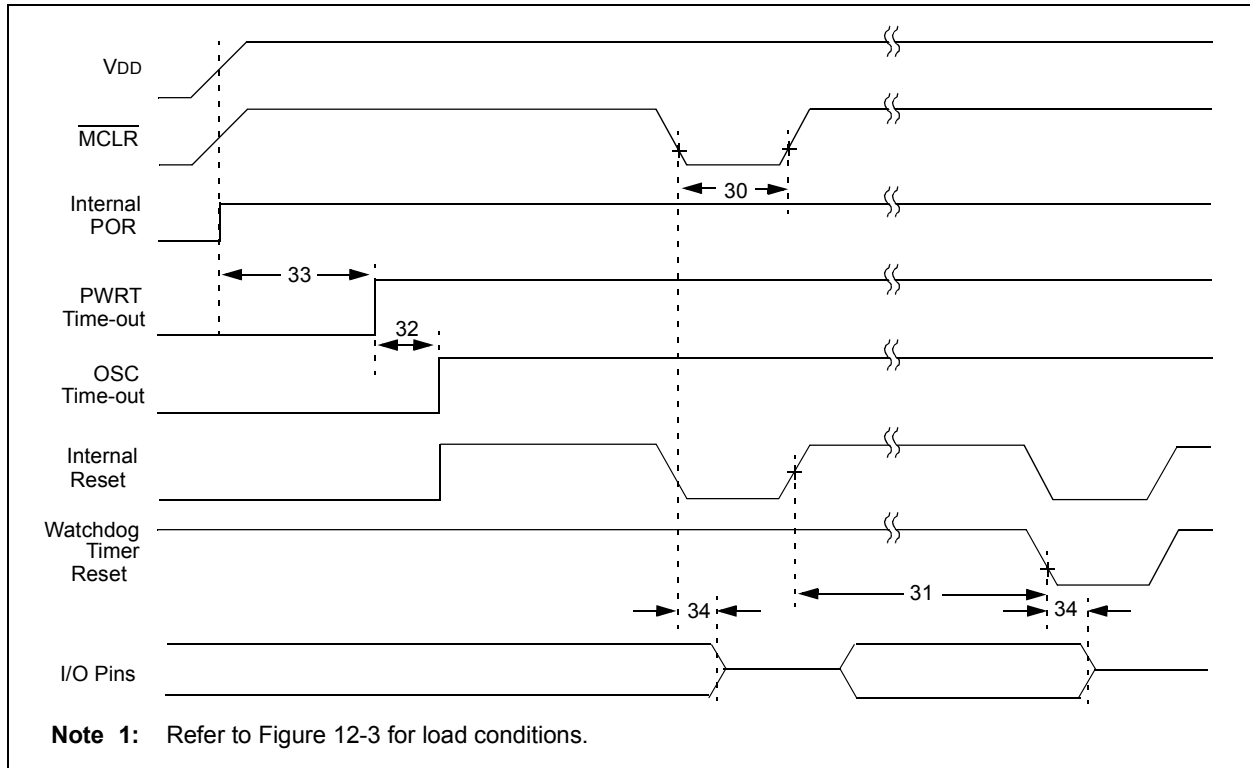 VDD
MCLR
Internal
POR
30
33
PWRT
Time-out
32
OSC
Time-out
Internal
Reset
Watchdog
Timer
Reset
31
34
34
I/O Pins
Note 1: Refer to Figure 12-3 for load conditions.